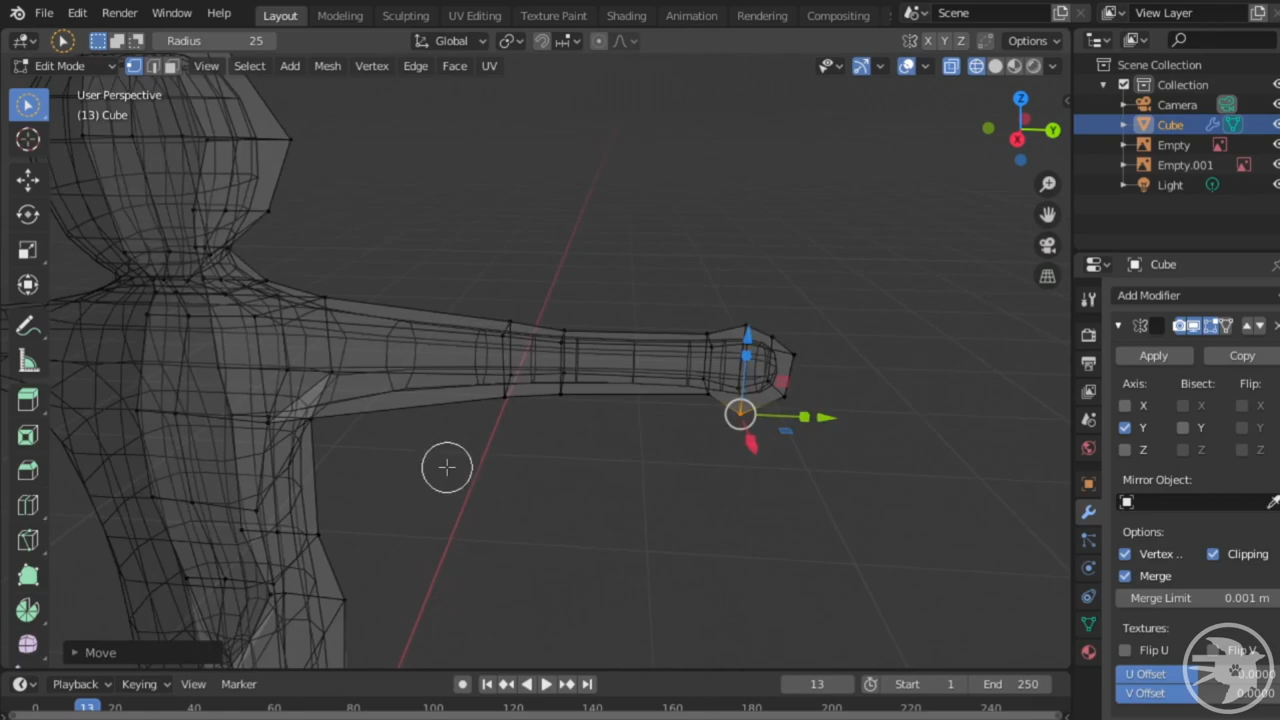 File Edit Render Window Help Layout Modeling Sculpting UV Editing Texture Paint Shading Animation Rendering Compositing Scene View Layer
Radius 25 Global X Y Z Options
Edit Mode View Select Add Mesh Vertex Edge Face UV
Scene Collection
Collection
Camera
Cube
Empty
Empty.001
Light
User Perspective
(13) Cube
Z
Y
X
Cube
Add Modifier
Apply Copy
Axis: Bisect: Flip:
X X X
Y Y Y
Z Z Z
Mirror Object:
Options:
Vertex .. Clipping
Merge
Merge Limit 0.001 m
Textures:
Flip U Flip V
U Offset 0.0000
V Offset 0.0000
Move
Playback Keying View Marker 13 Start 1 End 250
13 20 40 60 80 100 120 140 160 180 200 220 240